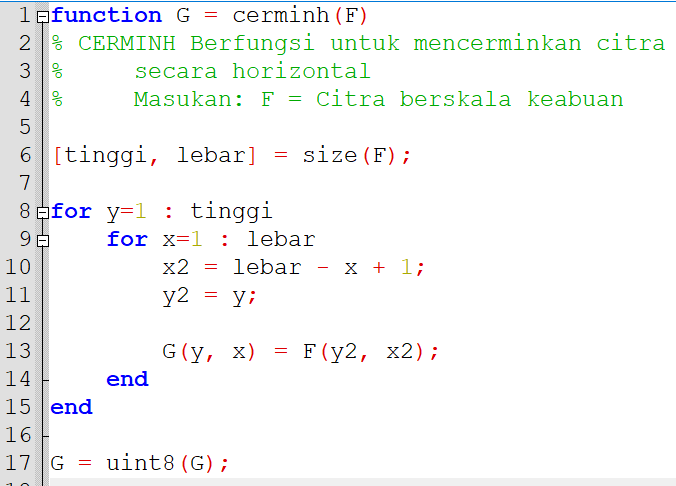 1 function G = cerminh(F)
2 % CERMINH Berfungsi untuk mencerminkan citra
3 %     secara horizontal
4 %     Masukan: F = Citra berskala keabuan
5
6 [tinggi, lebar] = size(F);
7
8 for y=1 : tinggi
9     for x=1 : lebar
10         x2 = lebar - x + 1;
11         y2 = y;
12
13         G(y, x) = F(y2, x2);
14     end
15 end
16
17 G = uint8(G);